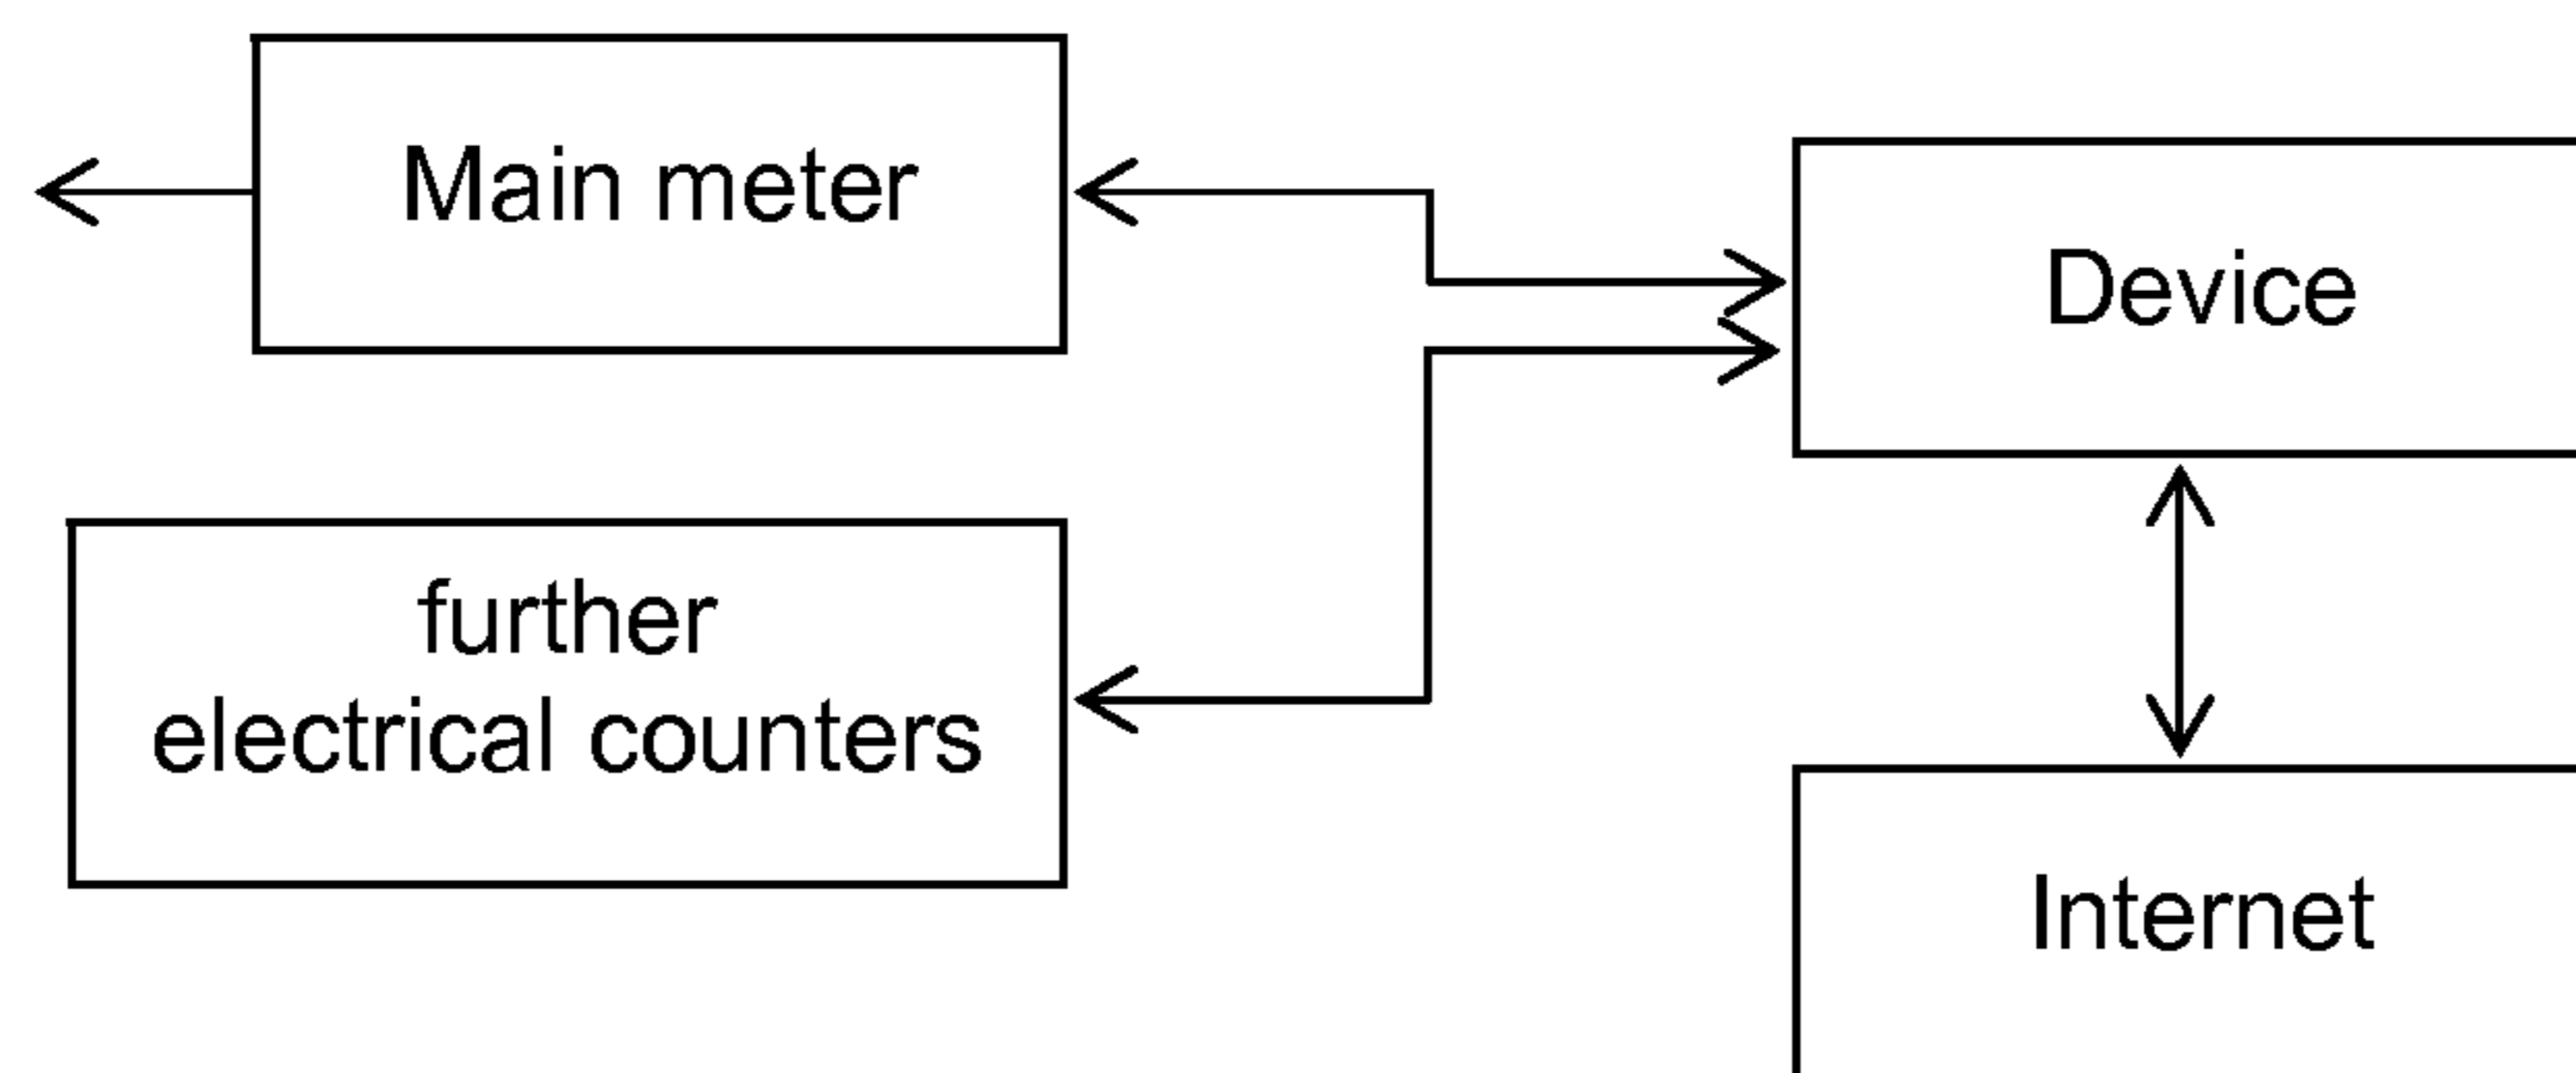 Main meter
Device
further
electrical counters
Internet